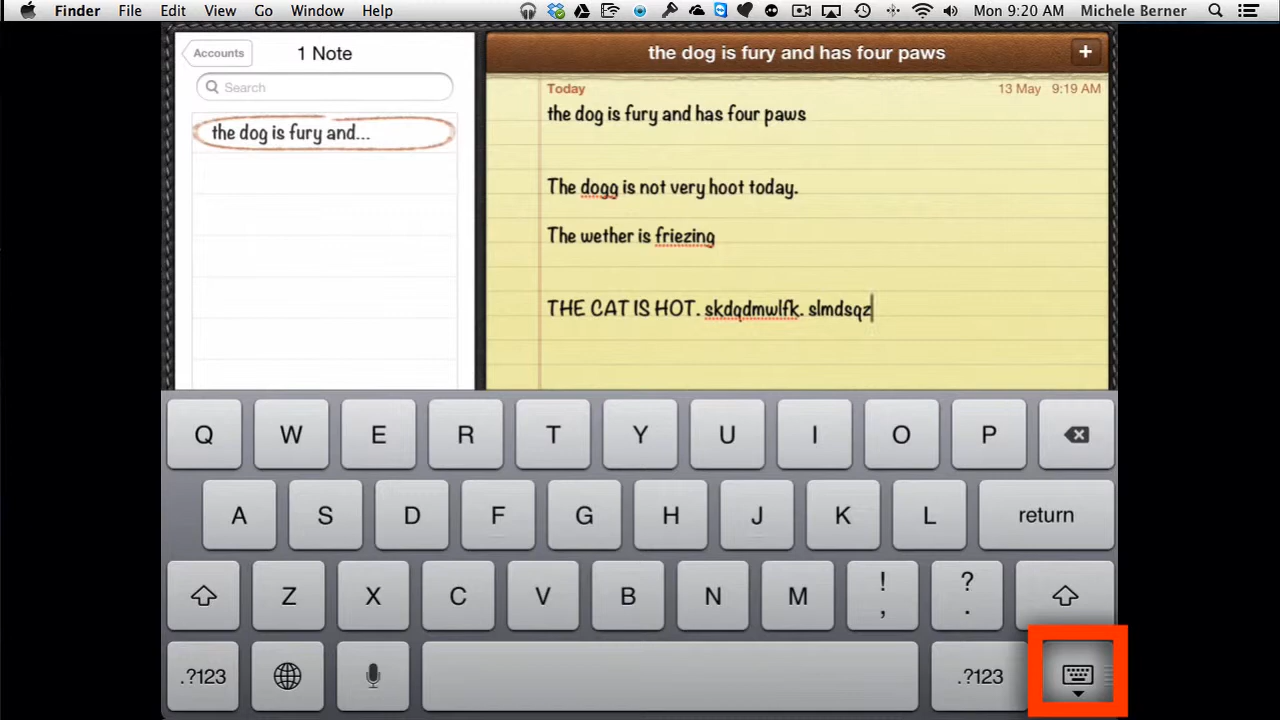 Finder File Edit View Go Window Help Mon 9:20 AM Michele Berner
Accounts
1 Note
Search
the dog is fury and...
the dog is fury and has four paws
+
Today
13 May 9:19 AM
the dog is fury and has four paws
The dogg is not very hoot today.
The wether is friezing
THE CAT IS HOT. skdqdmwlfk. slmdsqz
Q W E R T Y U I O P
A S D F G H J K L return
Z X C V B N M ! , ? .
.?123 .?123